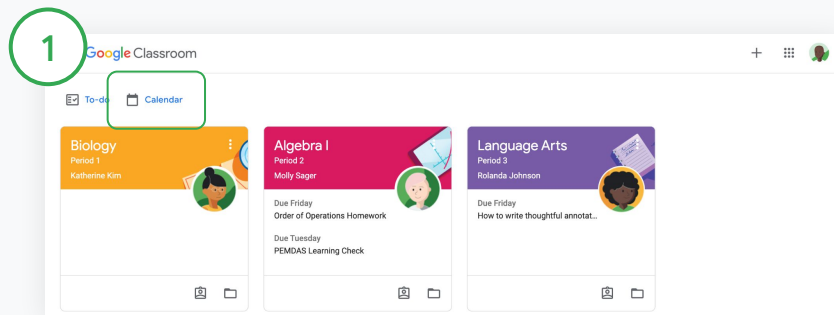 1
Google Classroom
To-do
Calendar
Biology
Period 1
Katherine Kim
Algebra I
Period 2
Molly Sager
Due Friday
Order of Operations Homework
Due Tuesday
PEMDAS Learning Check
Language Arts
Period 3
Rolanda Johnson
Due Friday
How to write thoughtful annotat...